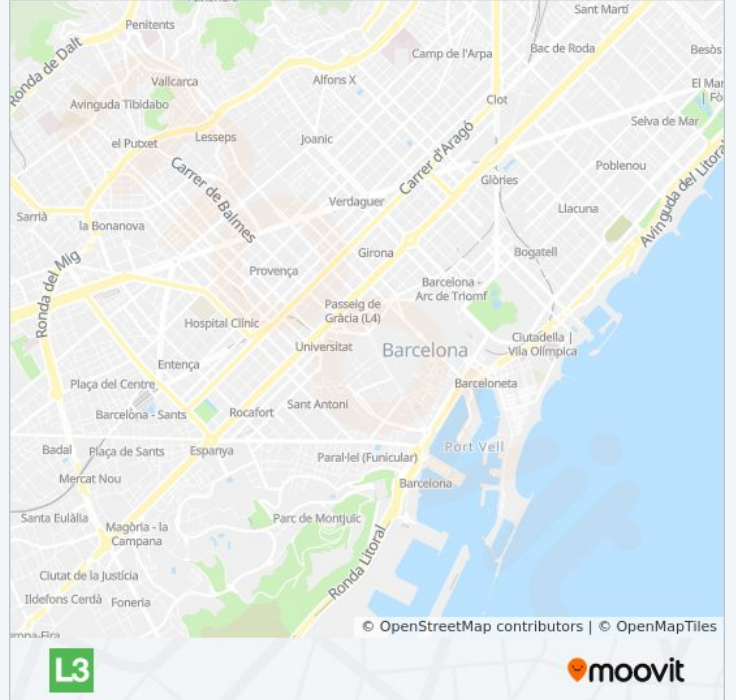 Sant Martí
Penitents
Ronda de Dalt
Camp de l'Arpa
Bac de Roda
Besòs
Vallcarca
Alfons X
El Mar
| Fò
Avinguda Tibidabo
Clot
Selva de Mar
el Putxet
Lesseps
Joanic
Carrer d'Aragó
Poblenou
Carrer de Balmes
Glòries
Avinguda del Litoral
Verdaguer
Llacuna
Sarrià
la Bonanova
Girona
Bogatell
Ronda del Mig
Provença
Barcelona -
Arc de Triomf
Passeig de
Gràcia (L4)
Hospital Clínic
Universitat
Barcelona
Ciutadella |
Vila Olímpica
Entença
Plaça del Centre
Barceloneta
Barcelona - Sants
Rocafort
Sant Antoni
Badal
Plaça de Sants
Espanya
Paral·lel (Funicular)
Port Vell
Mercat Nou
Barcelona
Santa Eulàlia
Magòria - la
Campana
Parc de Montjuïc
Ronda Litoral
Ciutat de la Justícia
Ildefons Cerdà
Foneria
© OpenStreetMap contributors | © OpenMapTiles
L3
moovit